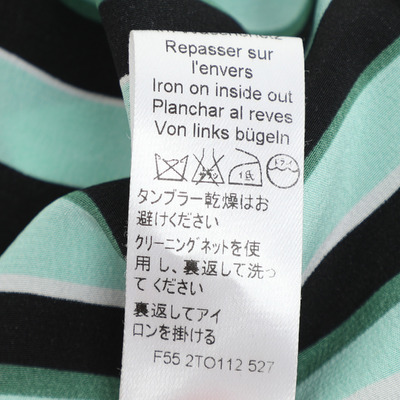 Repasser sur
l'envers
Iron on inside out
Planchar al reves
Von links bügeln
タンブラー乾燥はお
避けください
クリーニングネットを使
用し、裏返して洗っ
てください
裏返してアイ
ロンを掛ける
F55 2TO112 527